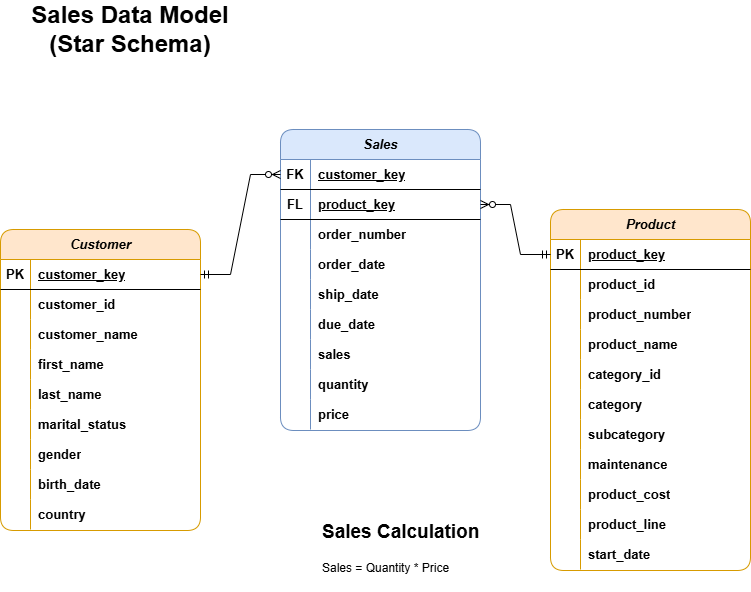 Sales Data Model
(Star Schema)
Sales
FK customer_key
FL product_key
order_number
order_date
ship_date
due_date
sales
quantity
price
Customer
PK customer_key
customer_id
customer_name
first_name
last_name
marital_status
gender
birth_date
country
Product
PK product_key
product_id
product_number
product_name
category_id
category
subcategory
maintenance
product_cost
product_line
start_date
Sales Calculation
Sales = Quantity * Price